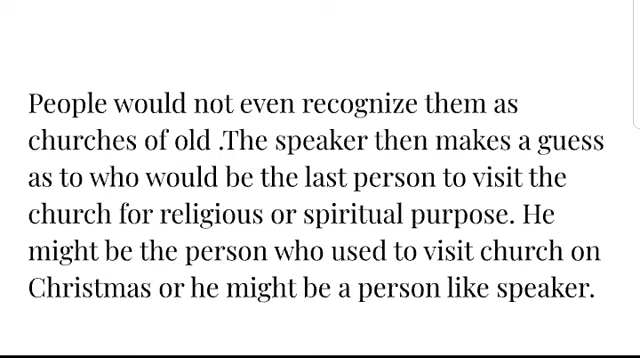 People would not even recognize them as
churches of old .The speaker then makes a guess
as to who would be the last person to visit the
church for religious or spiritual purpose. He
might be the person who used to visit church on
Christmas or he might be a person like speaker.